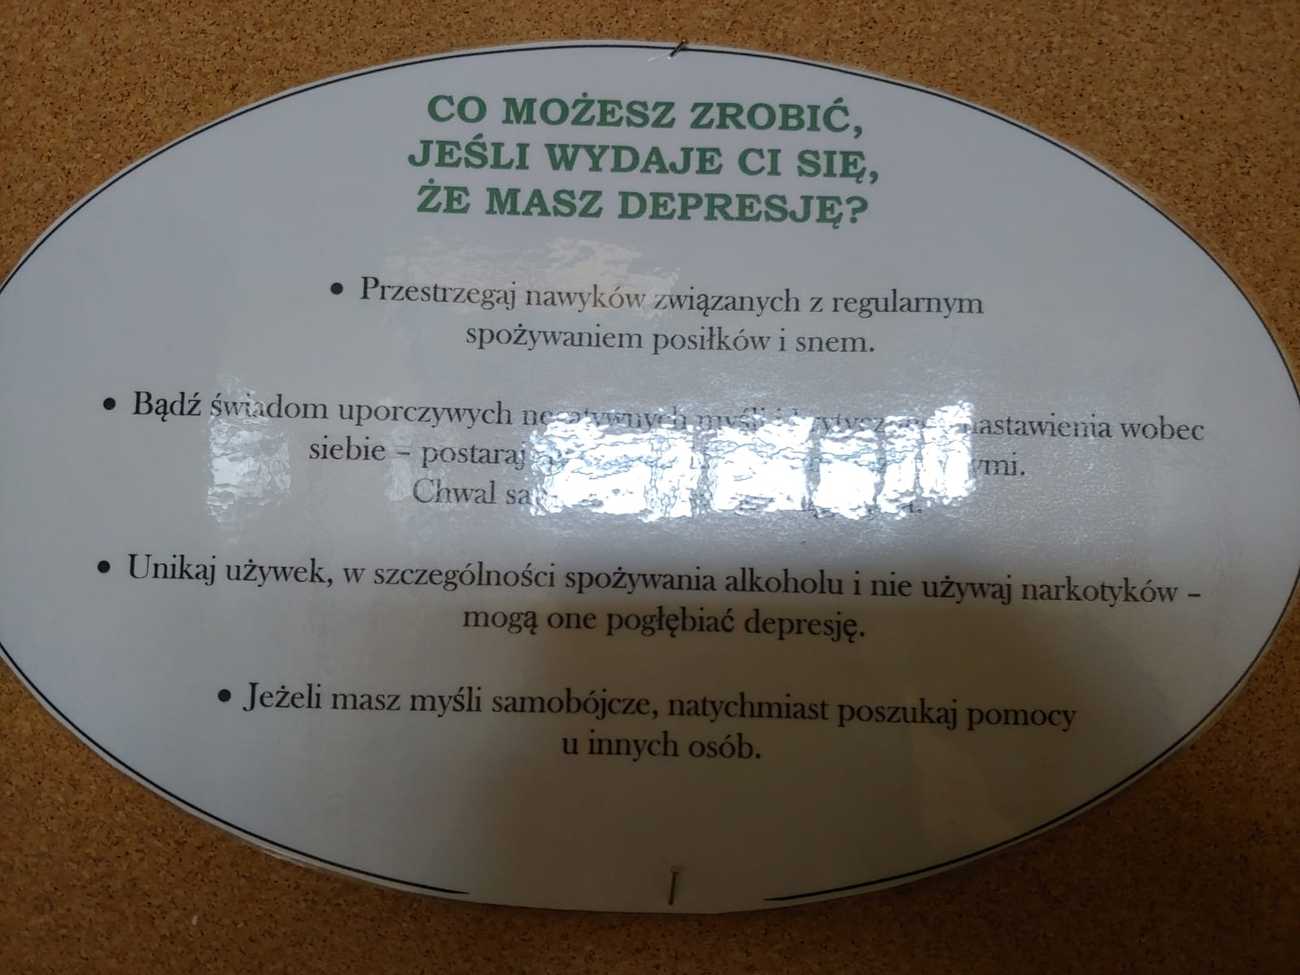 CO MOŻESZ ZROBIĆ,
JEŚLI WYDAJE CI SIĘ,
ŻE MASZ DEPRESJĘ?
• Przestrzegaj nawyków związanych z regularnym
spożywaniem posiłków i snem.
• Bądź świadom uporczywych negatywnych myśli i nastawienia wobec
siebie – postaraj
Chwal
• Unikaj używek, w szczególności spożywania alkoholu i nie używaj narkotyków –
mogą one pogłębiać depresję.
• Jeżeli masz myśli samobójcze, natychmiast poszukaj pomocy
u innych osób.